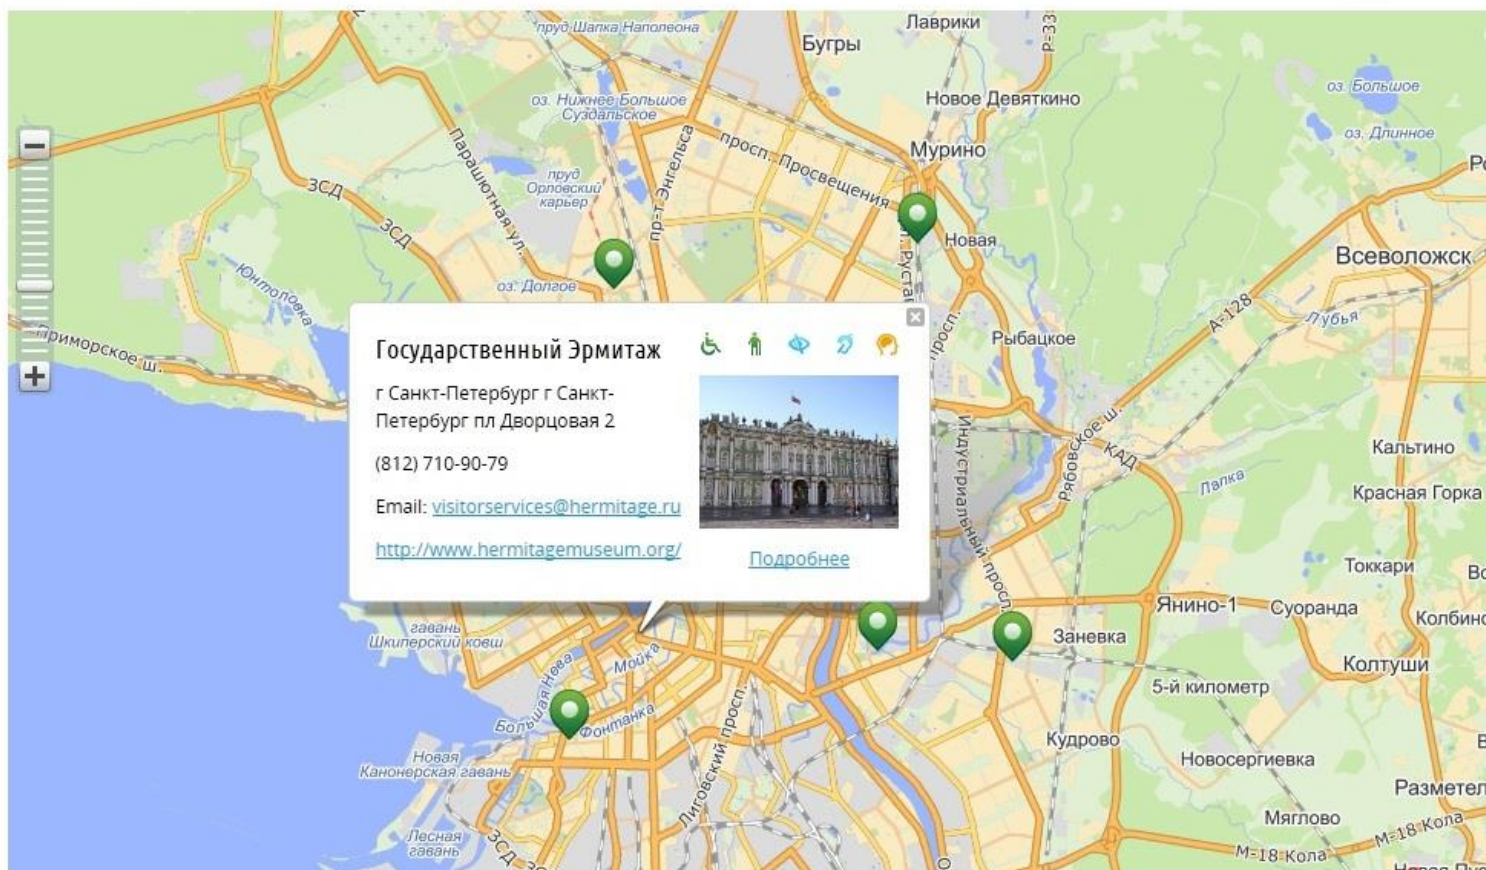 Лаврики
пруд Шапка Наполеона
Бугры
Р-33
оз. Большое
оз. Нижнее Большое
Суздальское
Новое Девяткино
Парашютная ул.
пр-т Энгельса
просп. Просвещения
Мурино
оз. Длинное
ЗСД
пруд
Орловский
карьер
ЗСД
Новая
Всеволожск
Юнтоловка
оз. Долгое
А-128
Лубья
Приморское ш.
просп.
Рыбацкое
Государственный Эрмитаж
г Санкт-Петербург г Санкт-
Петербург пл Дворцовая 2
(812) 710-90-79
Email: visitorservices@hermitage.ru
http://www.hermitagemuseum.org/
Подробнее
Индустриальный просп.
Рябовское ш.
КАД
Кальтино
Лапка
Красная Горка
Токкари
Янино-1
Суоранда
гавань
Шкиперский ковш
Заневка
Колтуши
Большая Нева
Мойка
5-й километр
Фонтанка
Лиговский просп.
Новая
Канонерская гавань
Кудрово
Новосергиевка
Мяглово
Лесная
гавань
ЗСД
М-18 Кола
М-18 Кола